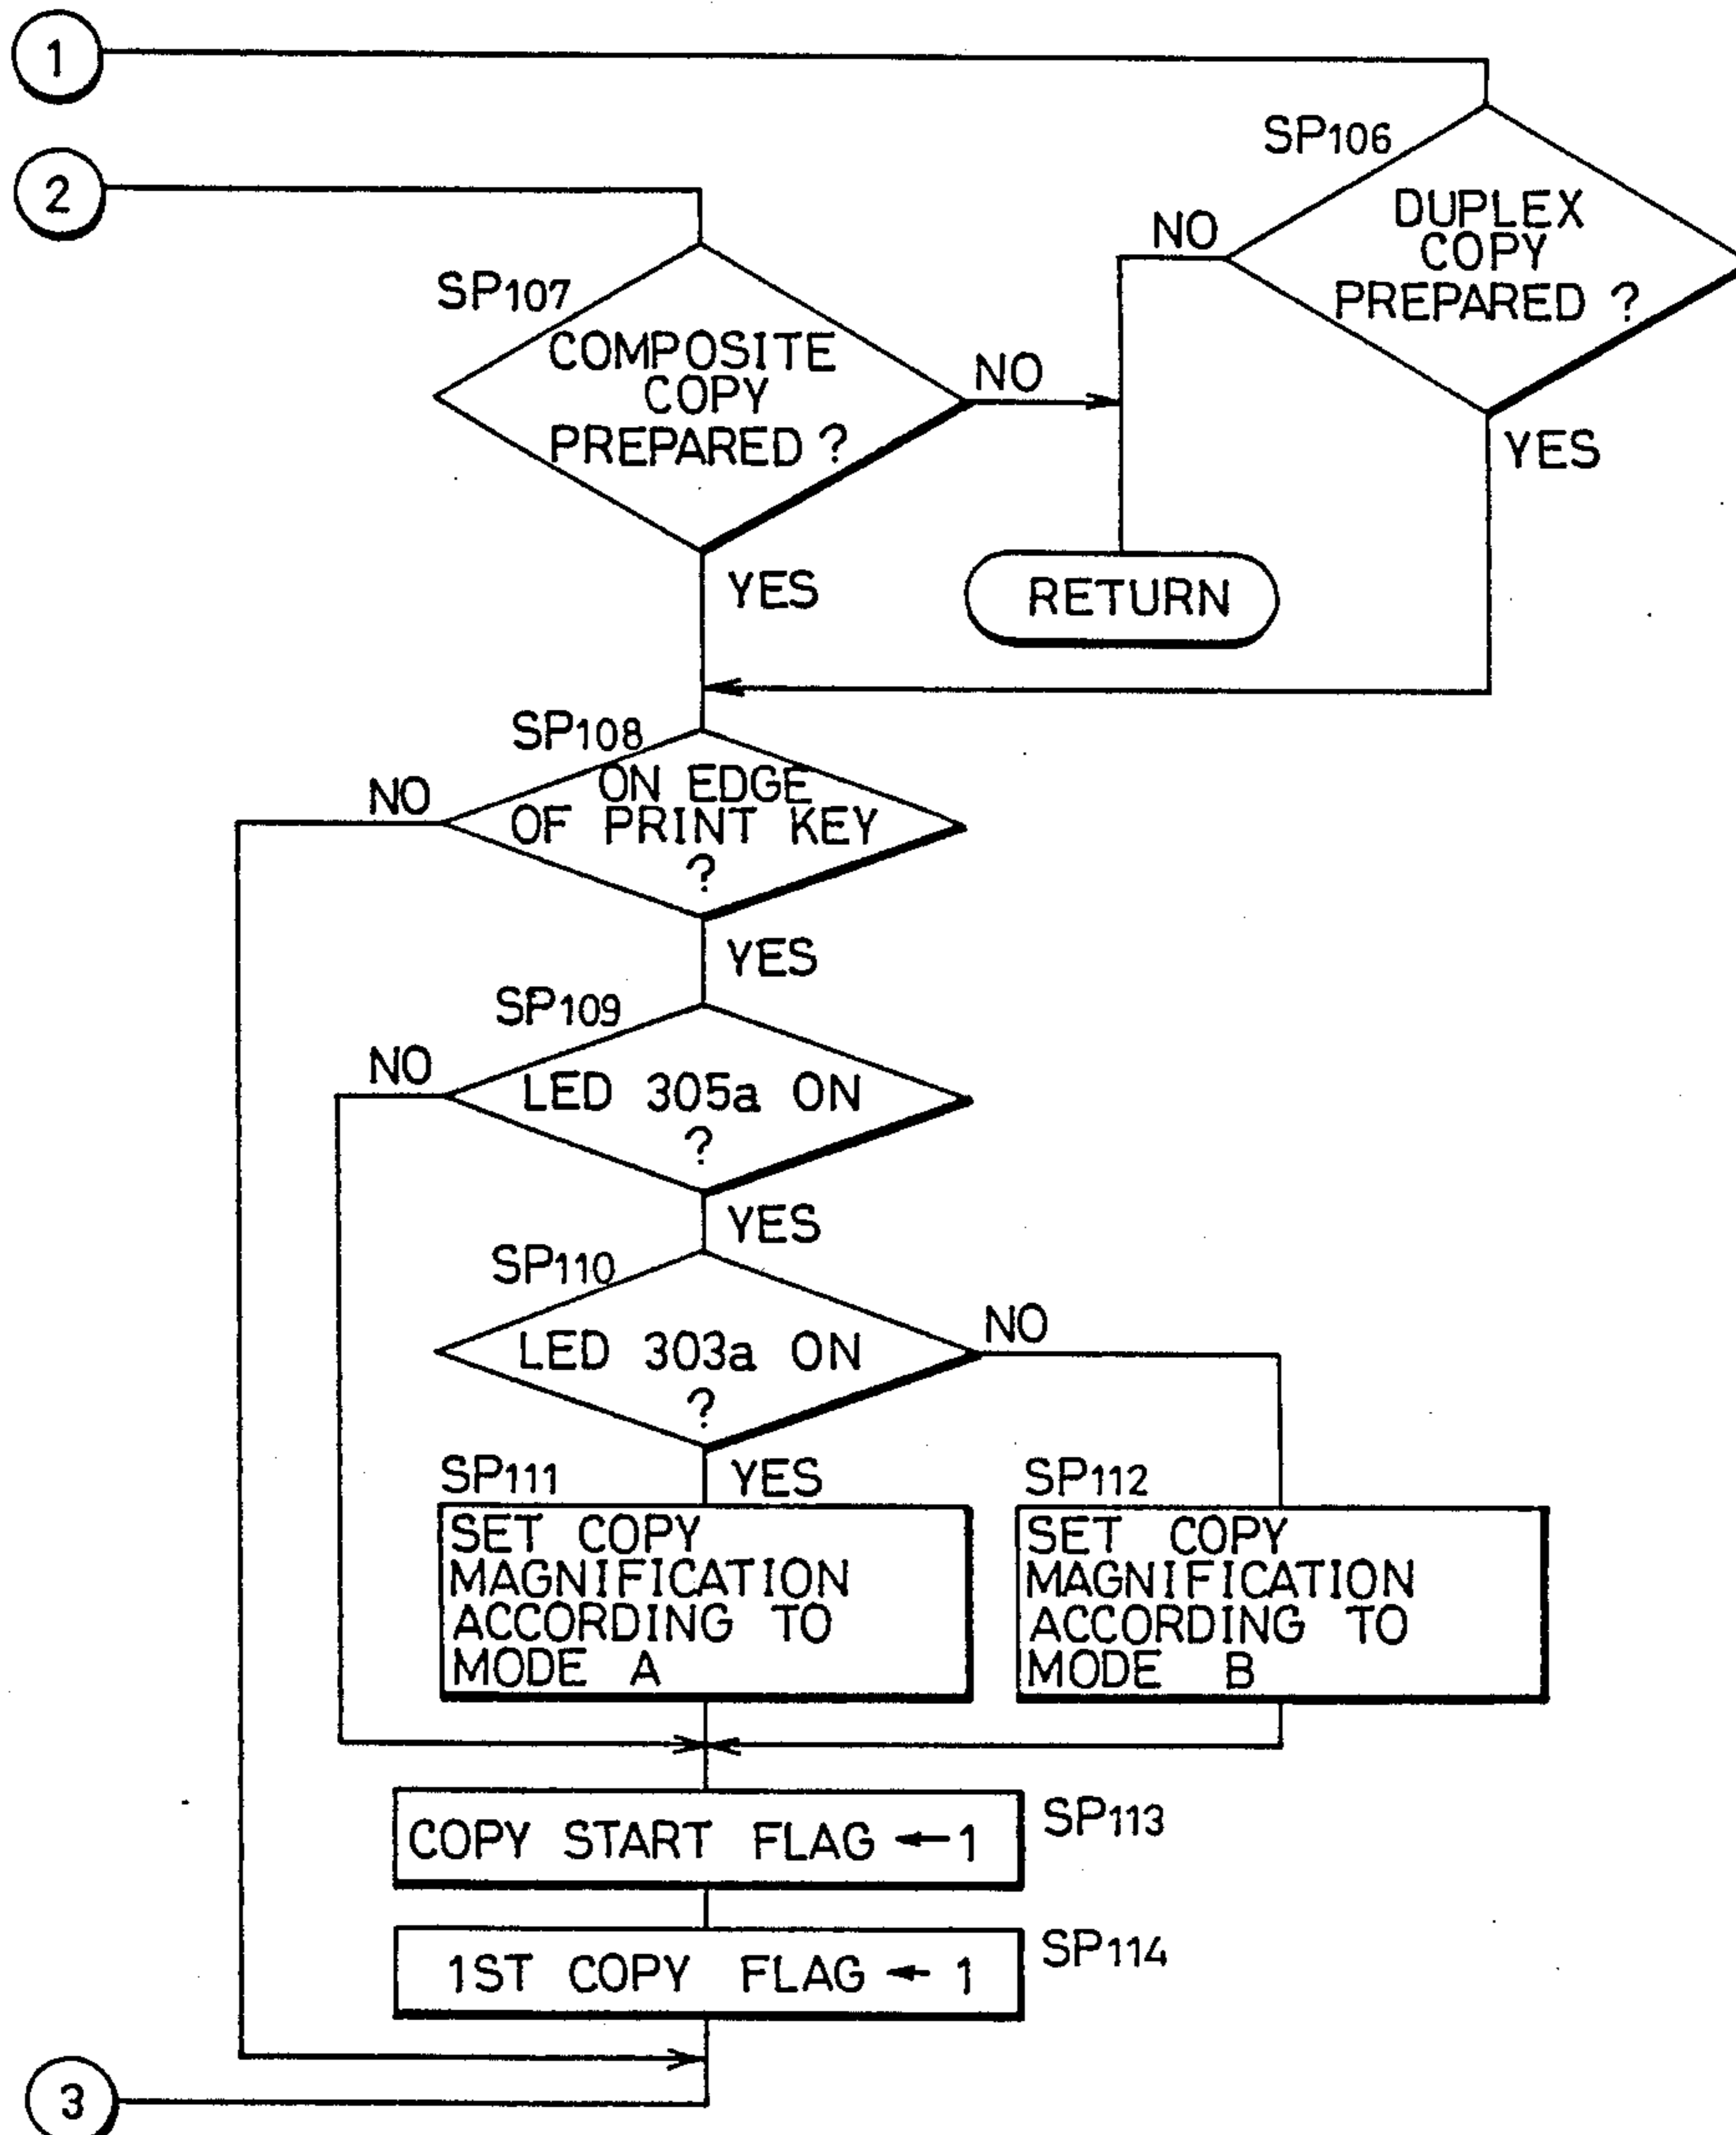 1
2
SP106
DUPLEX
COPY
PREPARED ?
NO
YES
SP107
COMPOSITE
COPY
PREPARED ?
NO
YES
RETURN
SP108
ON EDGE
OF PRINT KEY
?
NO
YES
SP109
LED 305a ON
?
NO
YES
SP110
LED 303a ON
?
NO
YES
SP111
SET COPY
MAGNIFICATION
ACCORDING TO
MODE A
SP112
SET COPY
MAGNIFICATION
ACCORDING TO
MODE B
COPY START FLAG ← 1
SP113
1ST COPY FLAG ← 1
SP114
3